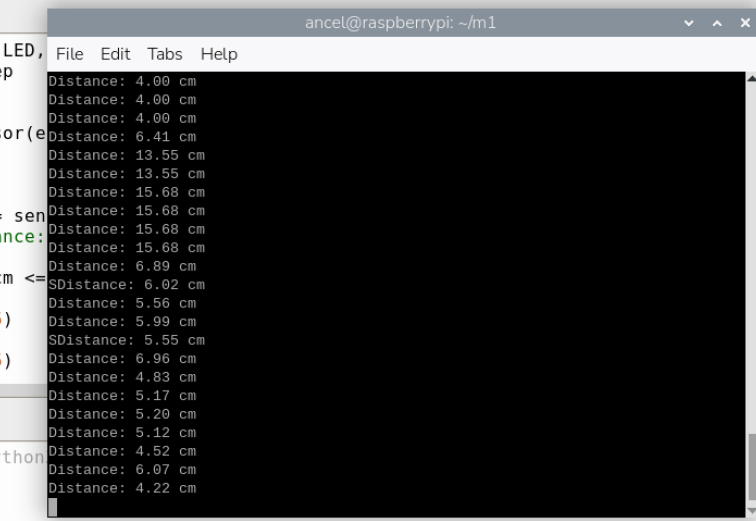 ancel@raspberrypi: ~/m1
File Edit Tabs Help
LED,
sor(e
= sen
ance:
cm <=
)
)
thon
Distance: 4.00 cm
Distance: 4.00 cm
Distance: 4.00 cm
Distance: 6.41 cm
Distance: 13.55 cm
Distance: 13.55 cm
Distance: 15.68 cm
Distance: 15.68 cm
Distance: 15.68 cm
Distance: 15.68 cm
Distance: 6.89 cm
SDistance: 6.02 cm
Distance: 5.56 cm
Distance: 5.99 cm
SDistance: 5.55 cm
Distance: 6.96 cm
Distance: 4.83 cm
Distance: 5.17 cm
Distance: 5.20 cm
Distance: 5.12 cm
Distance: 4.52 cm
Distance: 6.07 cm
Distance: 4.22 cm